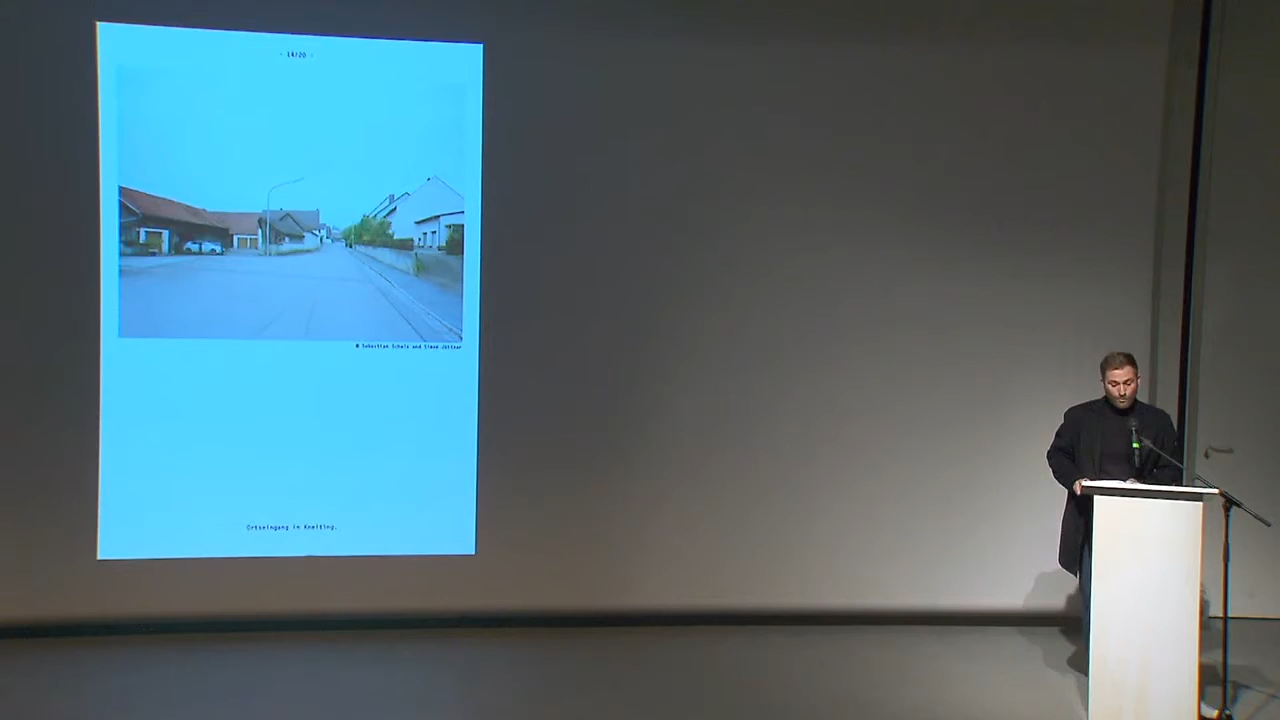 - 14/20 -
© Sebastian Schels and Simon Jüttner
Ortseingang in Kneiting.